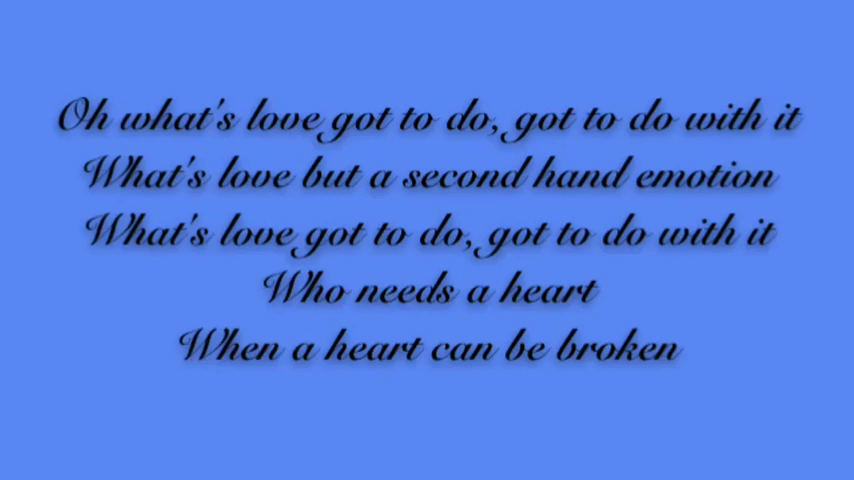 Oh what's love got to do, got to do with it
What's love but a second hand emotion
What's love got to do, got to do with it
Who needs a heart
When a heart can be broken